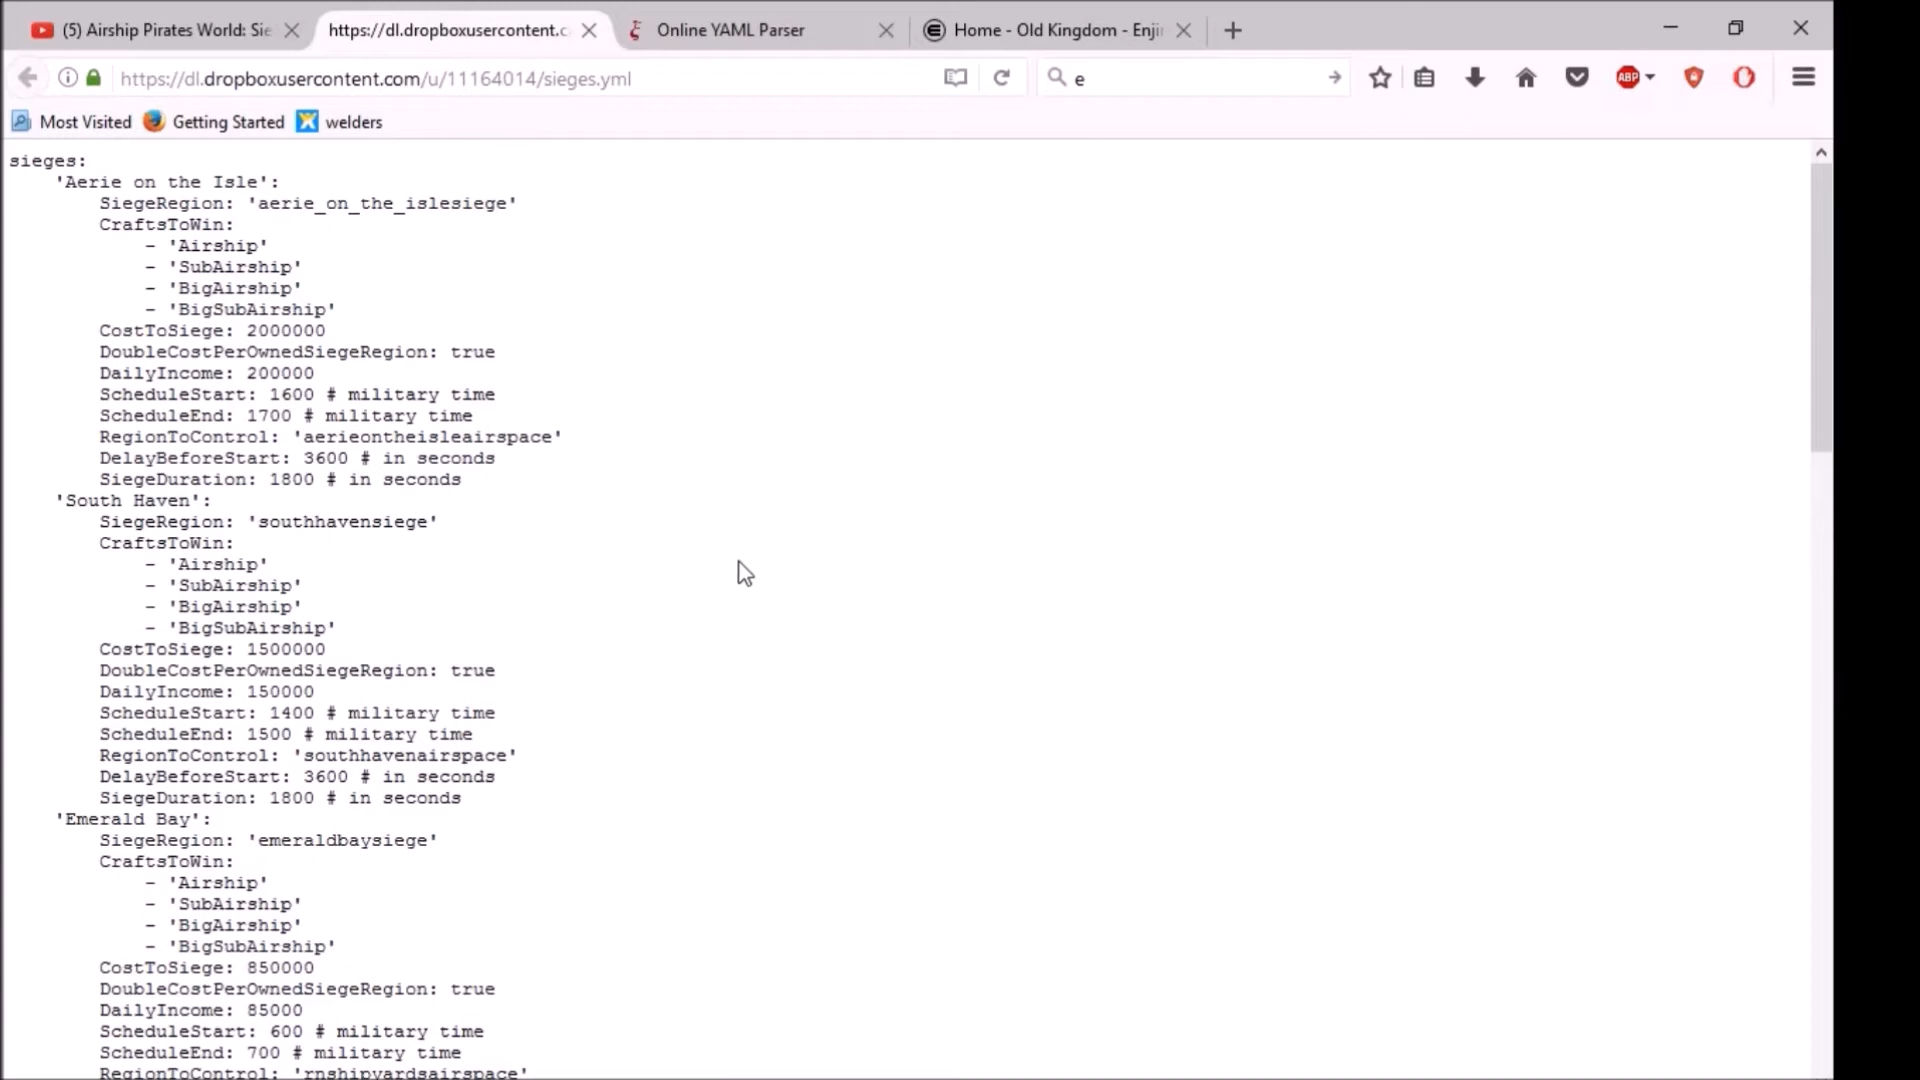 (5) Airship Pirates World: Sie
https://dl.dropboxusercontent.c
Online YAML Parser
Home - Old Kingdom - Enji
https://dl.dropboxusercontent.com/u/11164014/sieges.yml
e
ABP
Most Visited
Getting Started
welders
sieges:
'Aerie on the Isle':
SiegeRegion: 'aerie_on_the_islesiege'
CraftsToWin:
- 'Airship'
- 'SubAirship'
- 'BigAirship'
- 'BigSubAirship'
CostToSiege: 2000000
DoubleCostPerOwnedSiegeRegion: true
DailyIncome: 200000
ScheduleStart: 1600 # military time
ScheduleEnd: 1700 # military time
RegionToControl: 'aerieontheisleairspace'
DelayBeforeStart: 3600 # in seconds
SiegeDuration: 1800 # in seconds
'South Haven':
SiegeRegion: 'southhavensiege'
CraftsToWin:
- 'Airship'
- 'SubAirship'
- 'BigAirship'
- 'BigSubAirship'
CostToSiege: 1500000
DoubleCostPerOwnedSiegeRegion: true
DailyIncome: 150000
ScheduleStart: 1400 # military time
ScheduleEnd: 1500 # military time
RegionToControl: 'southhavenairspace'
DelayBeforeStart: 3600 # in seconds
SiegeDuration: 1800 # in seconds
'Emerald Bay':
SiegeRegion: 'emeraldbaysiege'
CraftsToWin:
- 'Airship'
- 'SubAirship'
- 'BigAirship'
- 'BigSubAirship'
CostToSiege: 850000
DoubleCostPerOwnedSiegeRegion: true
DailyIncome: 85000
ScheduleStart: 600 # military time
ScheduleEnd: 700 # military time
RegionToControl: 'rnshipyardsairspace'